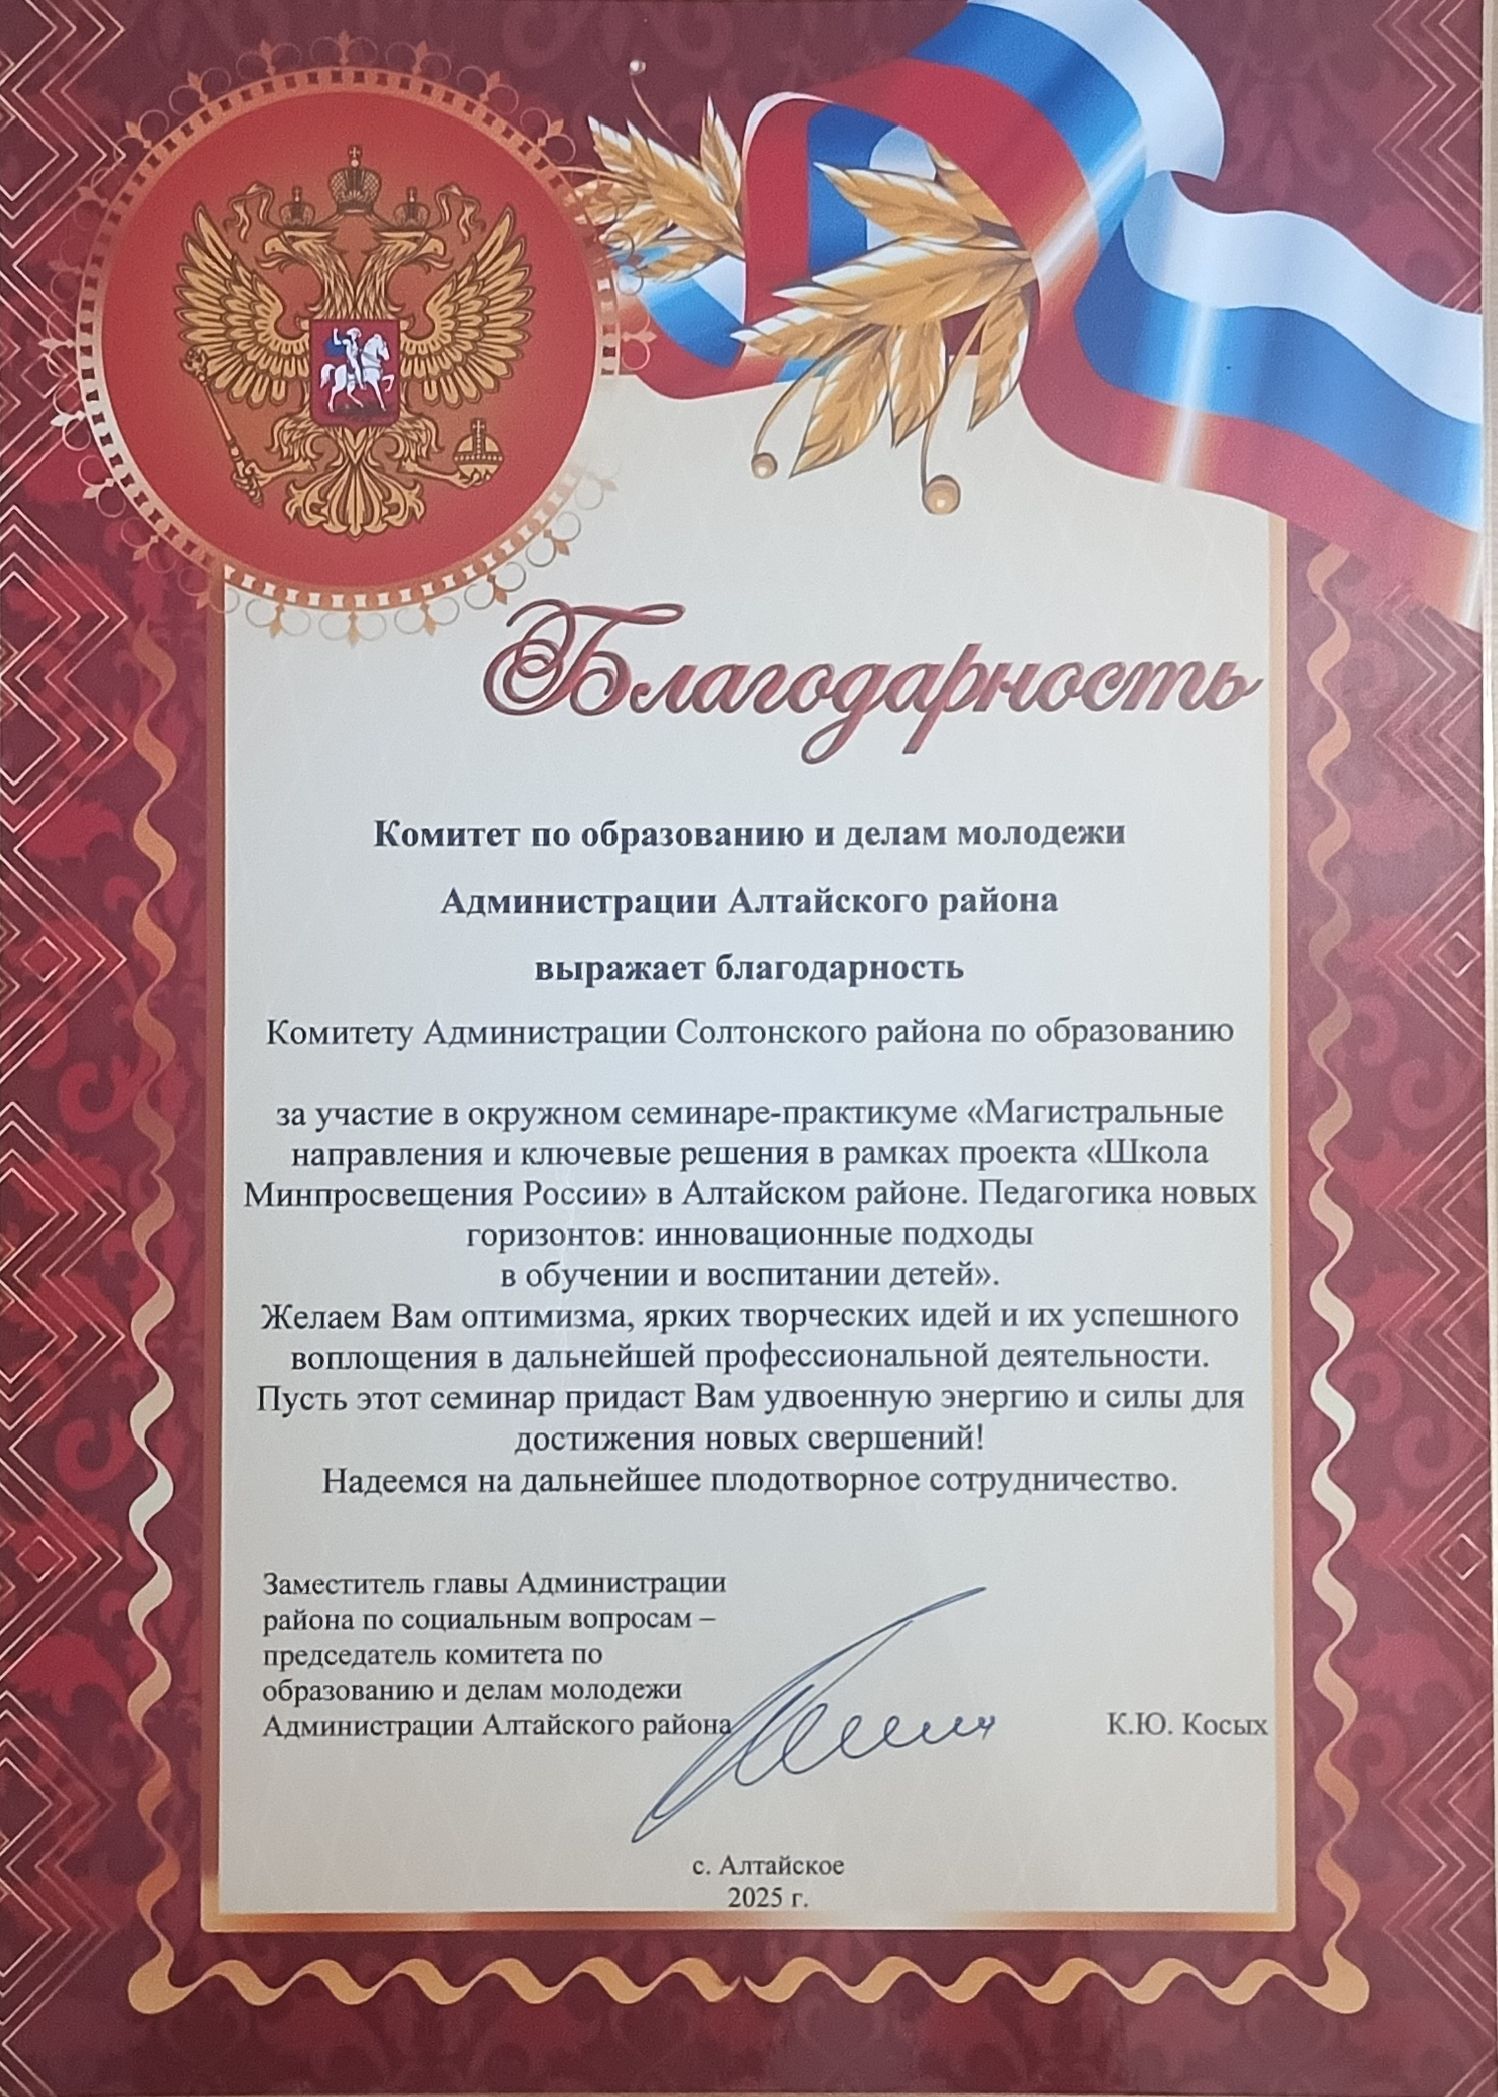 Благодарность
Комитет по образованию и делам молодежи
Администрации Алтайского района
выражает благодарность
Комитету Администрации Солтонского района по образованию
за участие в окружном семинаре-практикуме «Магистральные
направления и ключевые решения в рамках проекта «Школа
Минпросвещения России» в Алтайском районе. Педагогика новых
горизонтов: инновационные подходы
в обучении и воспитании детей».
Желаем Вам оптимизма, ярких творческих идей и их успешного
воплощения в дальнейшей профессиональной деятельности.
Пусть этот семинар придаст Вам удвоенную энергию и силы для
достижения новых свершений!
Надеемся на дальнейшее плодотворное сотрудничество.
Заместитель главы Администрации
района по социальным вопросам –
председатель комитета по
образованию и делам молодежи
Администрации Алтайского района К.Ю. Косых
с. Алтайское
2025 г.